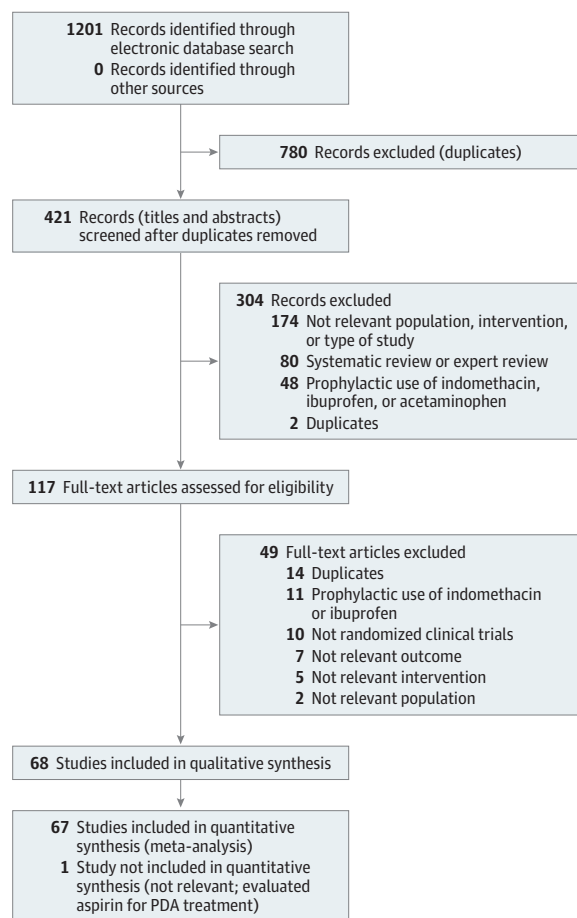 1201 Records identified through
electronic database search
0 Records identified through
other sources
780 Records excluded (duplicates)
421 Records (titles and abstracts)
screened after duplicates removed
304 Records excluded
174 Not relevant population, intervention,
or type of study
80 Systematic review or expert review
48 Prophylactic use of indomethacin,
ibuprofen, or acetaminophen
2 Duplicates
117 Full-text articles assessed for eligibility
49 Full-text articles excluded
14 Duplicates
11 Prophylactic use of indomethacin
or ibuprofen
10 Not randomized clinical trials
7 Not relevant outcome
5 Not relevant intervention
2 Not relevant population
68 Studies included in qualitative synthesis
67 Studies included in quantitative
synthesis (meta-analysis)
1 Study not included in quantitative
synthesis (not relevant; evaluated
aspirin for PDA treatment)